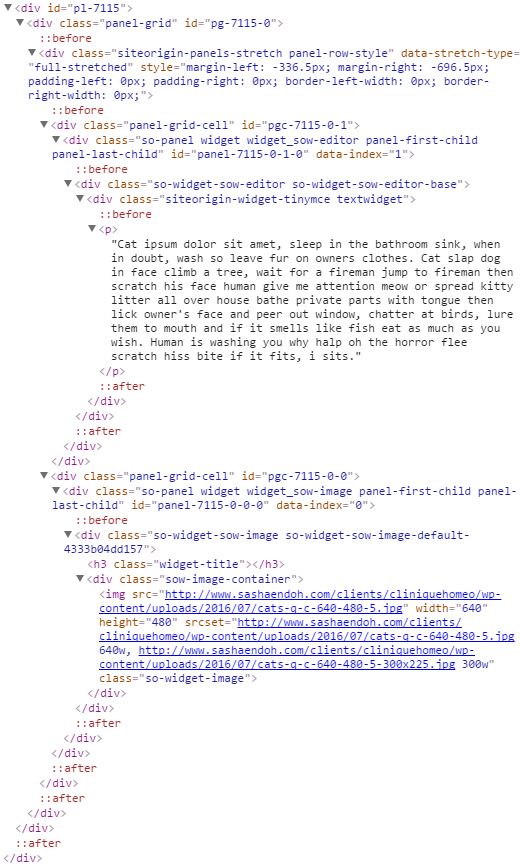 ▼<div id="pl-7115">
▼<div class="panel-grid" id="pg-7115-0">
::before
▼<div class="siteorigin-panels-stretch panel-row-style" data-stretch-type=
"full-stretched" style="margin-left: -336.5px; margin-right: -696.5px;
padding-left: 0px; padding-right: 0px; border-left-width: 0px; border-
right-width: 0px;">
::before
▼<div class="panel-grid-cell" id="pgc-7115-0-1">
▼<div class="so-panel widget widget_sow-editor panel-first-child
panel-last-child" id="panel-7115-0-1-0" data-index="1">
::before
▼<div class="so-widget-sow-editor so-widget-sow-editor-base">
▼<div class="siteorigin-widget-tinymce textwidget">
::before
▼<p>
"Cat ipsum dolor sit amet, sleep in the bathroom sink, when
in doubt, wash so leave fur on owners clothes. Cat slap dog
in face climb a tree, wait for a fireman jump to fireman then
scratch his face human give me attention meow or spread kitty
litter all over house bathe private parts with tongue then
lick owner's face and peer out window, chatter at birds, lure
them to mouth and if it smells like fish eat as much as you
wish. Human is washing you why halp oh the horror flee
scratch hiss bite if it fits, i sits."
</p>
::after
</div>
</div>
::after
</div>
</div>
▼<div class="panel-grid-cell" id="pgc-7115-0-0">
▼<div class="so-panel widget widget_sow-image panel-first-child panel-
last-child" id="panel-7115-0-0-0" data-index="0">
::before
▼<div class="so-widget-sow-image so-widget-sow-image-default-
4333b04dd157">
<h3 class="widget-title"></h3>
▼<div class="sow-image-container">
<img src="http://www.sashaendoh.com/clients/cliniquehomeo/wp-
content/uploads/2016/07/cats-q-c-640-480-5.jpg" width="640"
height="480" srcset="http://www.sashaendoh.com/clients/
cliniquehomeo/wp-content/uploads/2016/07/cats-q-c-640-480-5.jpg
640w, http://www.sashaendoh.com/clients/cliniquehomeo/wp-
content/uploads/2016/07/cats-q-c-640-480-5-300x225.jpg 300w"
class="so-widget-image">
</div>
</div>
::after
</div>
</div>
::after
</div>
::after
</div>
</div>
::after
</div>